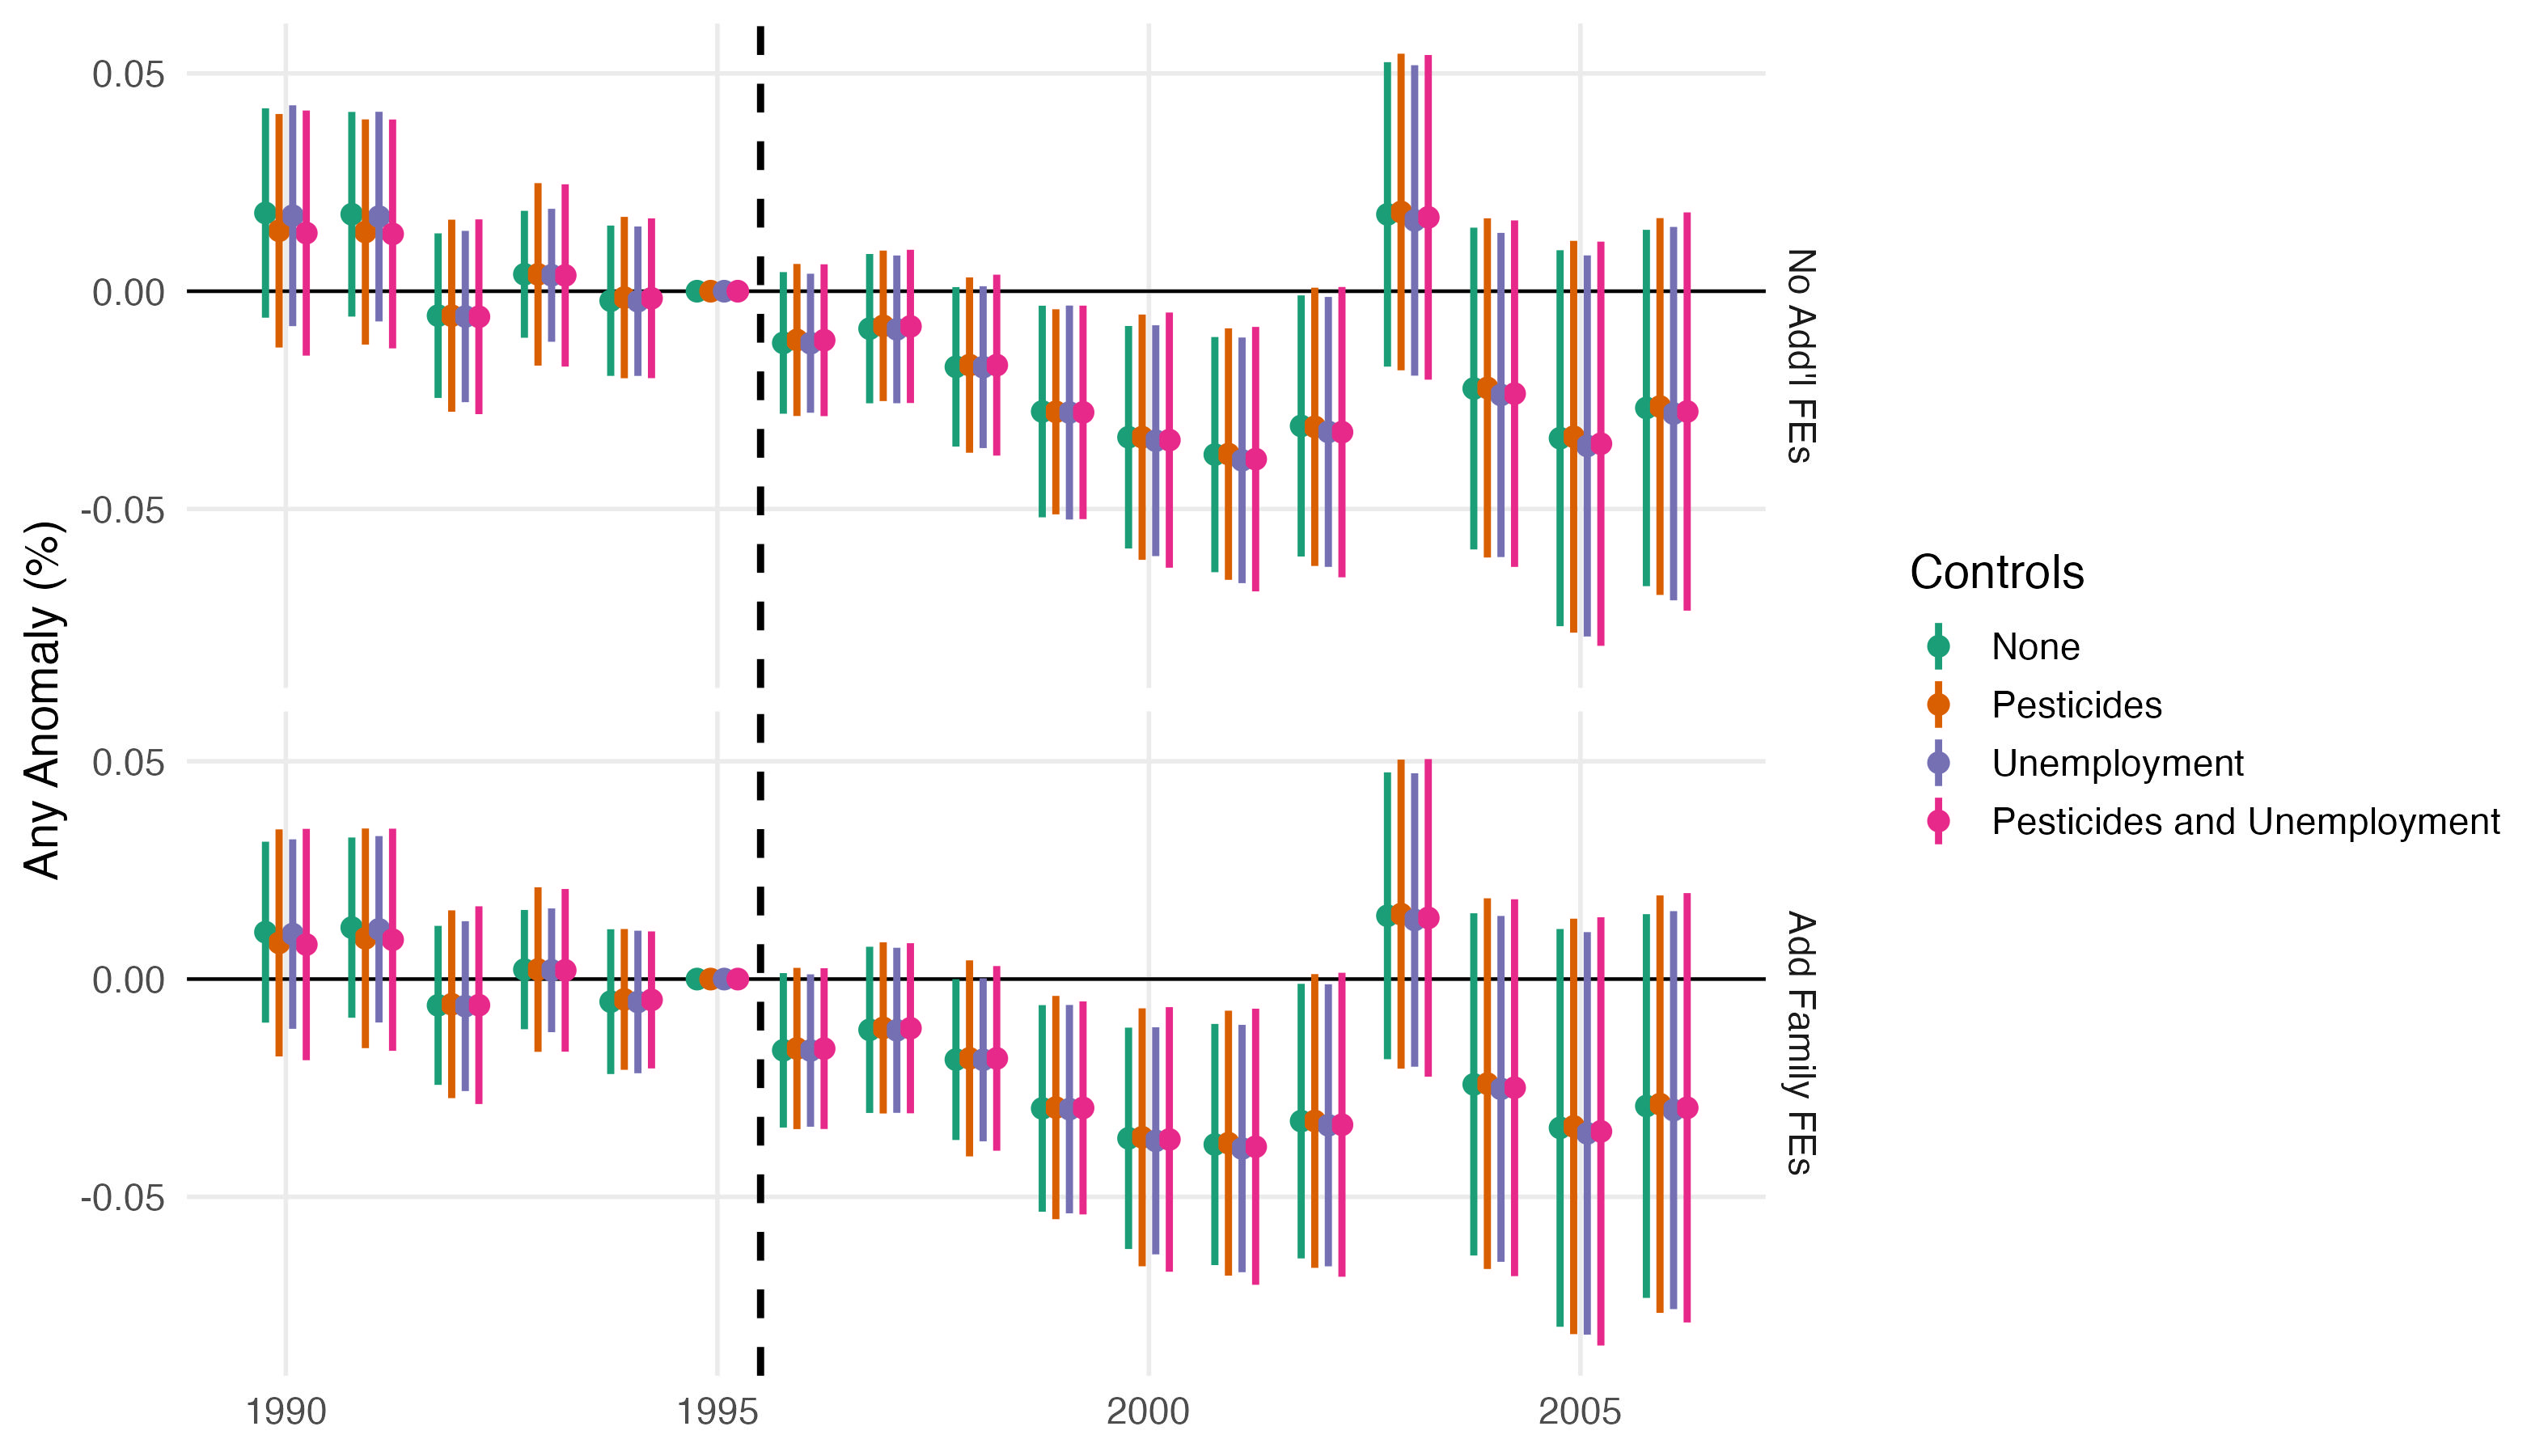 Any Anomaly (%)
0.05
0.00
-0.05
No Add'l FEs
0.05
0.00
-0.05
Add Family FEs
1990
1995
2000
2005
Controls
None
Pesticides
Unemployment
Pesticides and Unemployment